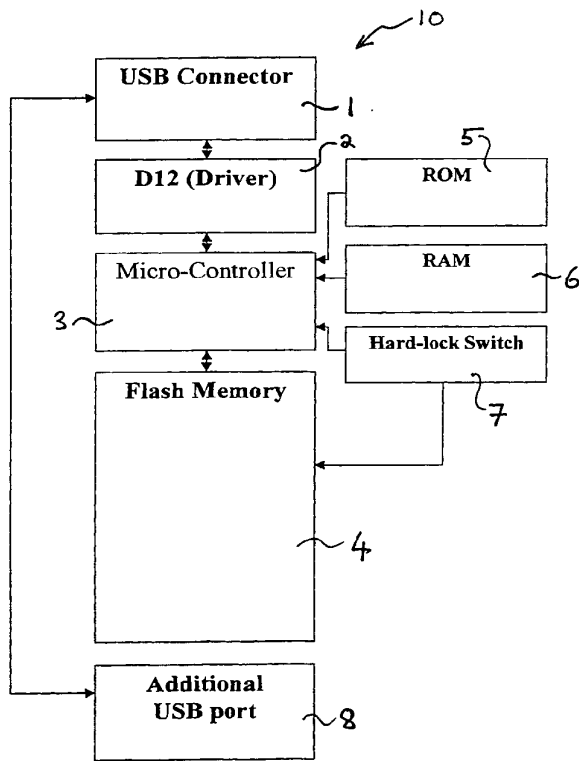 10
USB Connector
1
2
D12 (Driver)
5
ROM
Micro-Controller
3
RAM
6
Hard-lock Switch
7
Flash Memory
4
Additional
USB port
8